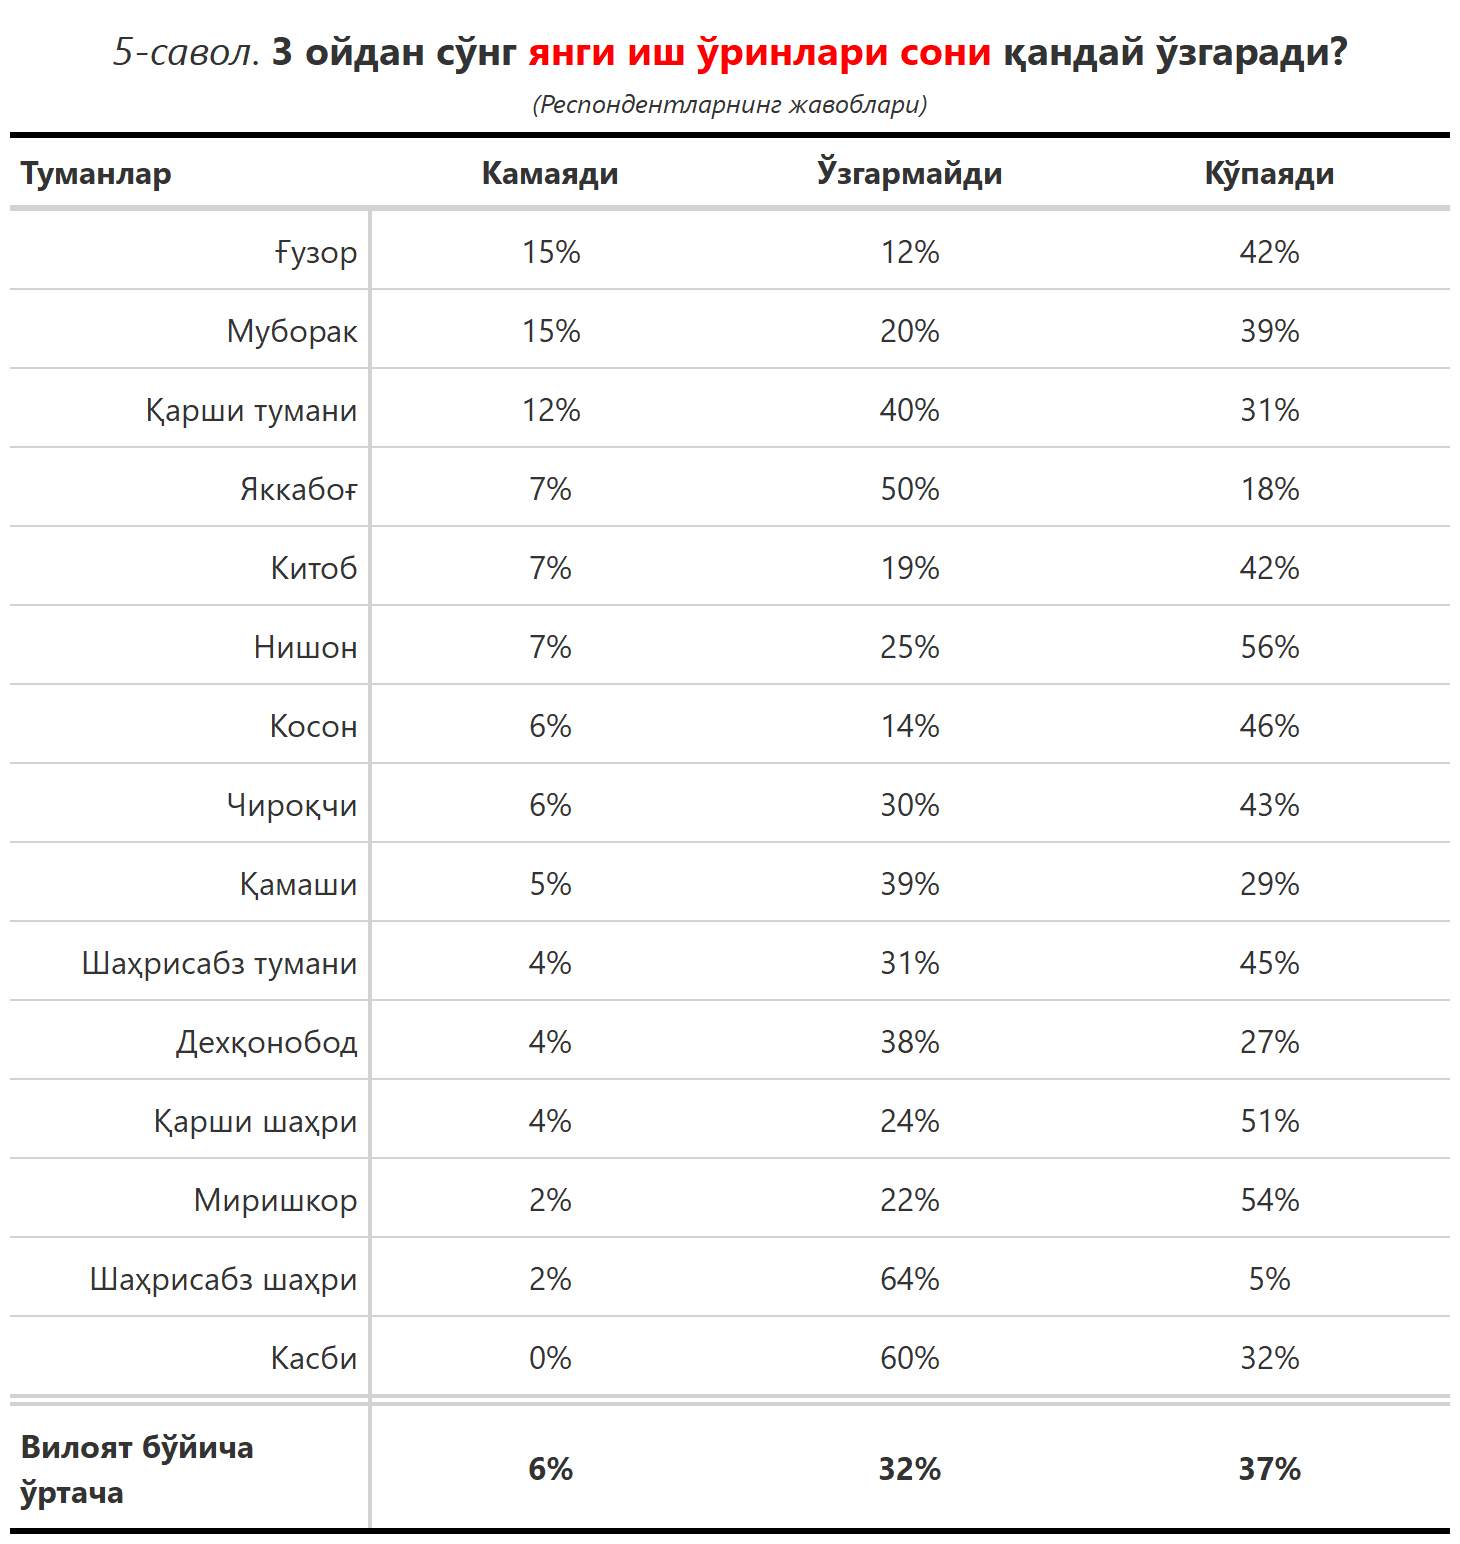 5-савол. 3 ойдан сўнг янги иш ўринлари сони қандай ўзгаради?
(Респондентларнинг жавоблари)
Туманлар Камаяди Ўзгармайди Кўпаяди
Ғузор 15% 12% 42%
Муборак 15% 20% 39%
Қарши тумани 12% 40% 31%
Яккабоғ 7% 50% 18%
Китоб 7% 19% 42%
Нишон 7% 25% 56%
Косон 6% 14% 46%
Чироқчи 6% 30% 43%
Қамаши 5% 39% 29%
Шаҳрисабз тумани 4% 31% 45%
Дехқонобод 4% 38% 27%
Қарши шаҳри 4% 24% 51%
Миришкор 2% 22% 54%
Шаҳрисабз шаҳри 2% 64% 5%
Касби 0% 60% 32%
Вилоят бўйича
ўртача 6% 32% 37%